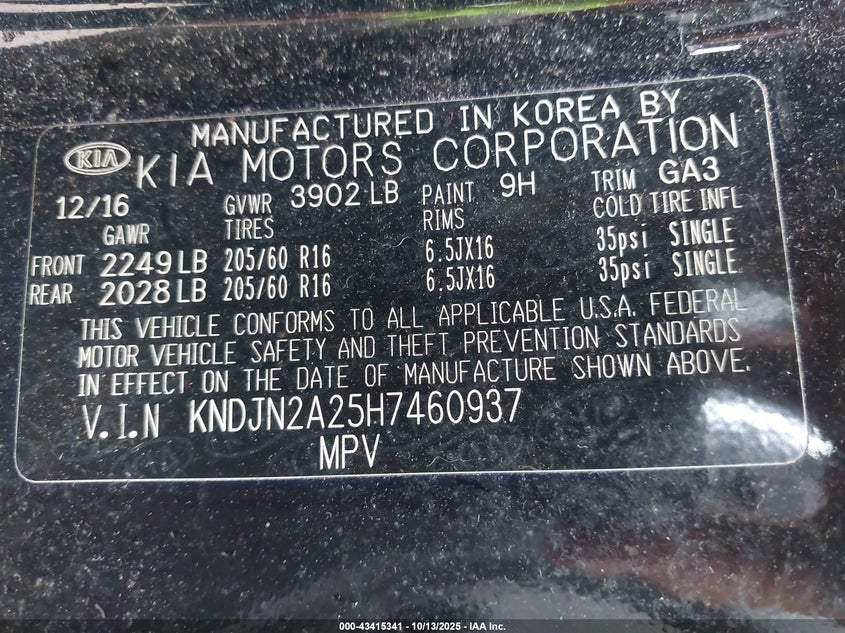 MANUFACTURED IN KOREA BY
KIA KIA MOTORS CORPORATION
12/16 GVWR 3902 LB PAINT 9H TRIM GA3
GAWR TIRES RIMS COLD TIRE INFL
FRONT 2249 LB 205/60 R16 6.5JX16 35psi SINGLE
REAR 2028 LB 205/60 R16 6.5JX16 35psi SINGLE
THIS VEHICLE CONFORMS TO ALL APPLICABLE U.S.A. FEDERAL
MOTOR VEHICLE SAFETY AND THEFT PREVENTION STANDARDS
IN EFFECT ON THE DATE OF MANUFACTURE SHOWN ABOVE.
V.I.N KNDJN2A25H7460937
MPV
000-43415341 | 10/13/2025 - IAA Inc.